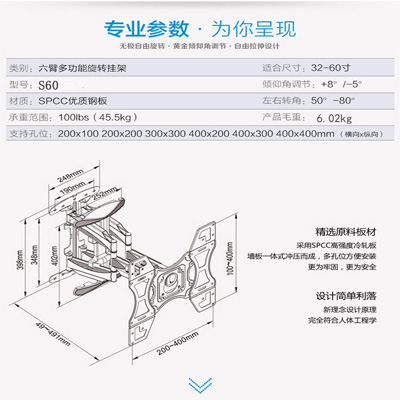 专业参数·为你呈现
无极自由旋转·黄金倾仰角调节·自由拉伸设计
类别: 六臂多功能旋转挂架 适合尺寸: 32-60寸
型号: S60 倾仰角调节: +8° /-5°
材质: SPCC优质钢板 左右转角: 50° -80°
承重范围: 100lbs(45.5kg) 产品毛重: 6.02kg
支持孔位: 200x100 200x200 300x300 400x200 400x300 400x400mm (横向x纵向)
248mm
190mm
252mm
398mm
348mm
402mm
100~400mm
49~491mm
200~400mm
精选原料板材
采用SPCC高强度冷轧板
墙板一体式冲压而成，多孔位方便安装
更有牢固，更有安全
设计简单利落
新理念设计原理
完全符合人体工程学